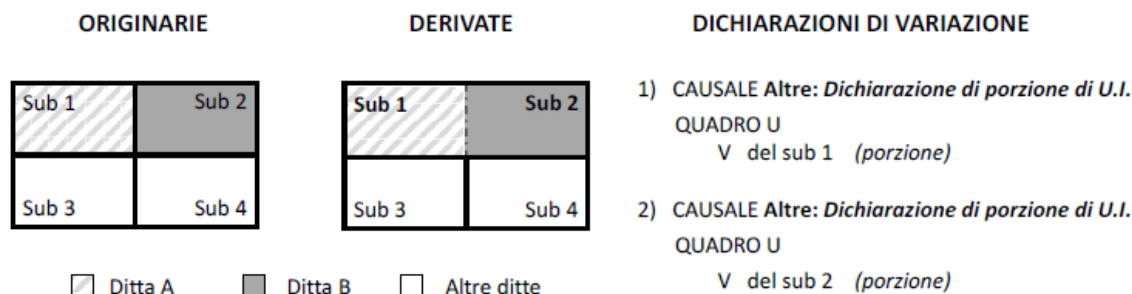 ORIGINARIE
DERIVATE
DICHIARAZIONI DI VARIAZIONE
Sub 1
Sub 2
Sub 3
Sub 4
Sub 1
Sub 2
Sub 3
Sub 4
1) CAUSALE Altre: Dichiarazione di porzione di U.I.
QUADRO U
V del sub 1 (porzione)
2) CAUSALE Altre: Dichiarazione di porzione di U.I.
QUADRO U
V del sub 2 (porzione)
Ditta A
Ditta B
Altre ditte